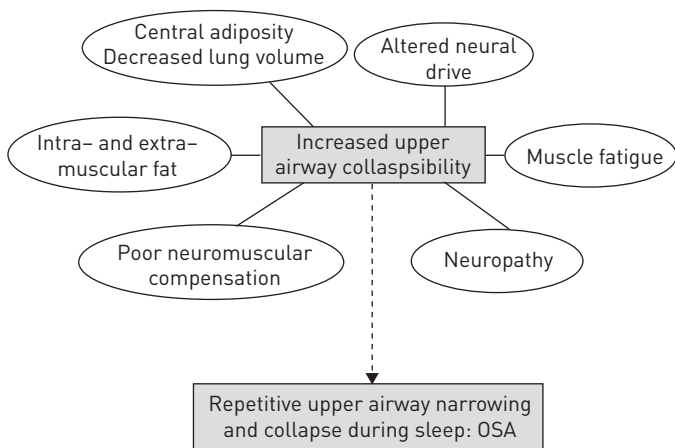 Central adiposity
Decreased lung volume
Altered neural
drive
Intra– and extra–
muscular fat
Increased upper
airway collaspsibility
Muscle fatigue
Poor neuromuscular
compensation
Neuropathy
Repetitive upper airway narrowing
and collapse during sleep: OSA